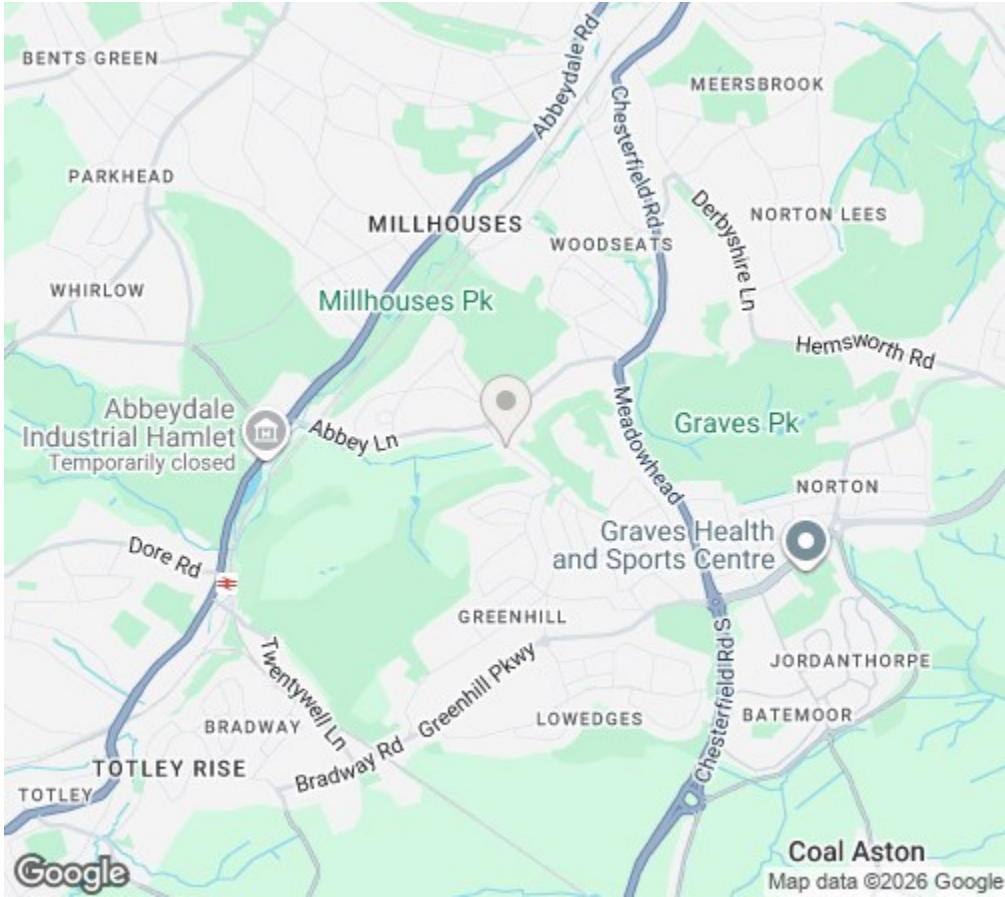 BENTS GREEN
Abbeydale Rd
MEERSBROOK
Chesterfield Rd
PARKHEAD
Derbyshire Ln
NORTON LEES
MILLHOUSES
WOODSEATS
WHIRLOW
Millhouses Pk
Hemsworth Rd
Abbeydale
Industrial Hamlet
Temporarily closed
Abbey Ln
Meadowhead
Graves Pk
NORTON
Graves Health
and Sports Centre
Dore Rd
GREENHILL
Twentywell Ln
Greenhill Pkwy
Chesterfield Rd S
JORDANTHORPE
BRADWAY
LOWEDGES
BATEMOOR
Bradway Rd
TOTLEY RISE
TOTLEY
Coal Aston
Google
Map data ©2026 Google